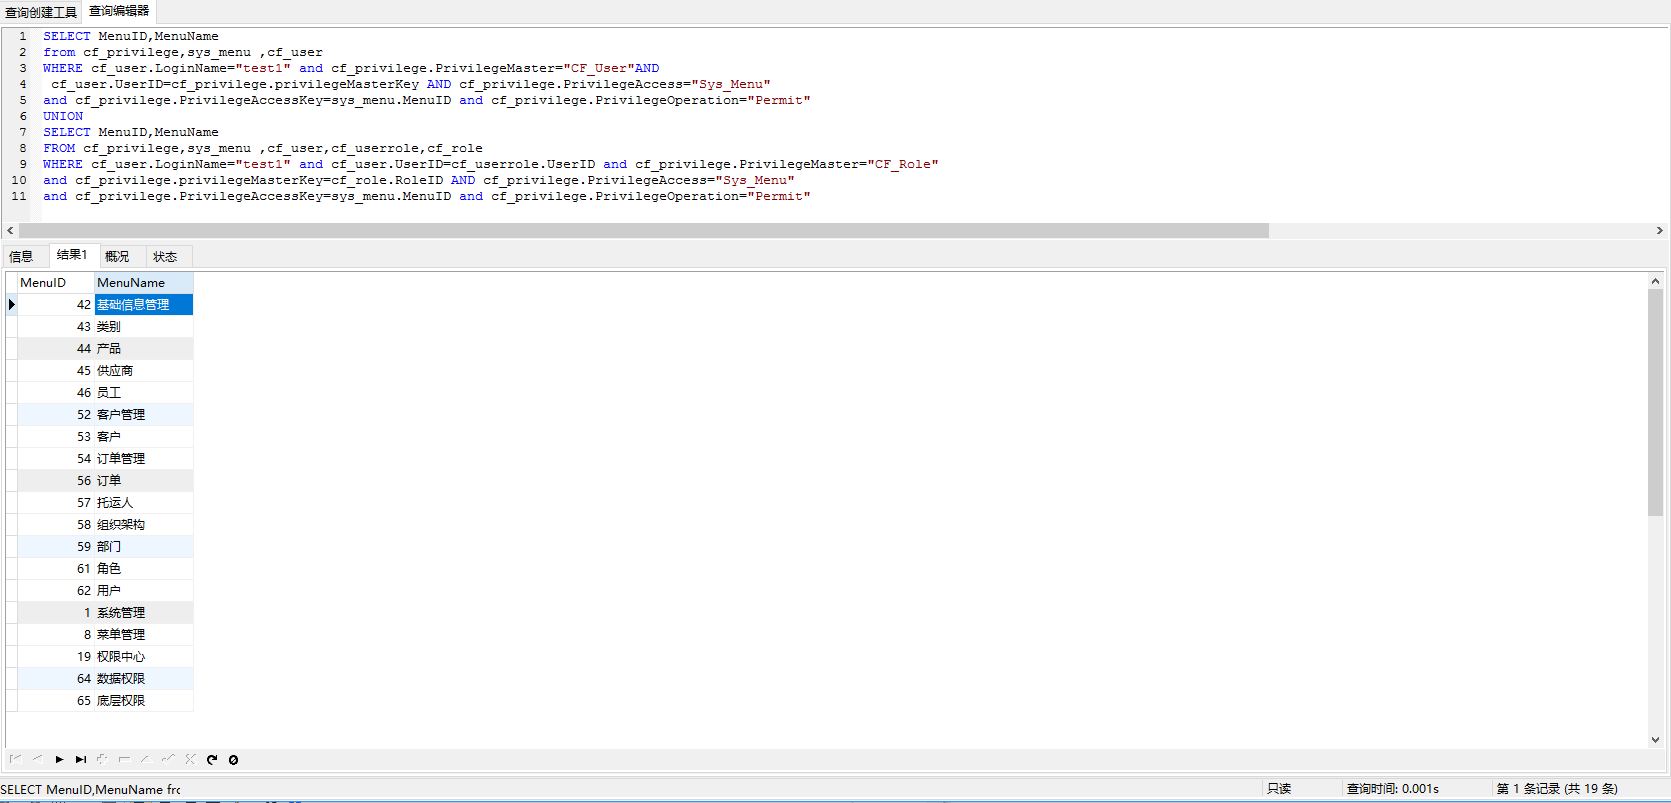 查询创建工具 查询编辑器
1 SELECT MenuID,MenuName
2 from cf_privilege,sys_menu ,cf_user
3 WHERE cf_user.LoginName="test1" and cf_privilege.PrivilegeMaster="CF_User"AND
4 cf_user.UserID=cf_privilege.privilegeMasterKey AND cf_privilege.PrivilegeAccess="Sys_Menu"
5 and cf_privilege.PrivilegeAccessKey=sys_menu.MenuID and cf_privilege.PrivilegeOperation="Permit"
6 UNION
7 SELECT MenuID,MenuName
8 FROM cf_privilege,sys_menu ,cf_user,cf_userrole,cf_role
9 WHERE cf_user.LoginName="test1" and cf_user.UserID=cf_userrole.UserID and cf_privilege.PrivilegeMaster="CF_Role"
10 and cf_privilege.privilegeMasterKey=cf_role.RoleID AND cf_privilege.PrivilegeAccess="Sys_Menu"
11 and cf_privilege.PrivilegeAccessKey=sys_menu.MenuID and cf_privilege.PrivilegeOperation="Permit"
信息 结果1 概况 状态
MenuID MenuName
42 基础信息管理
43 类别
44 产品
45 供应商
46 员工
52 客户管理
53 客户
54 订单管理
56 订单
57 托运人
58 组织架构
59 部门
61 角色
62 用户
1 系统管理
8 菜单管理
19 权限中心
64 数据权限
65 底层权限
SELECT MenuID,MenuName frc 只读 查询时间: 0.001s 第 1 条记录 (共 19 条)